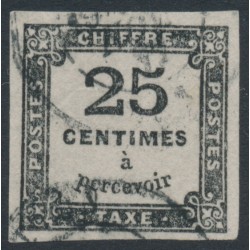 CHIFFRE
POSTES
25
CENTIMES
à
percevoir
POSTES
TAXE